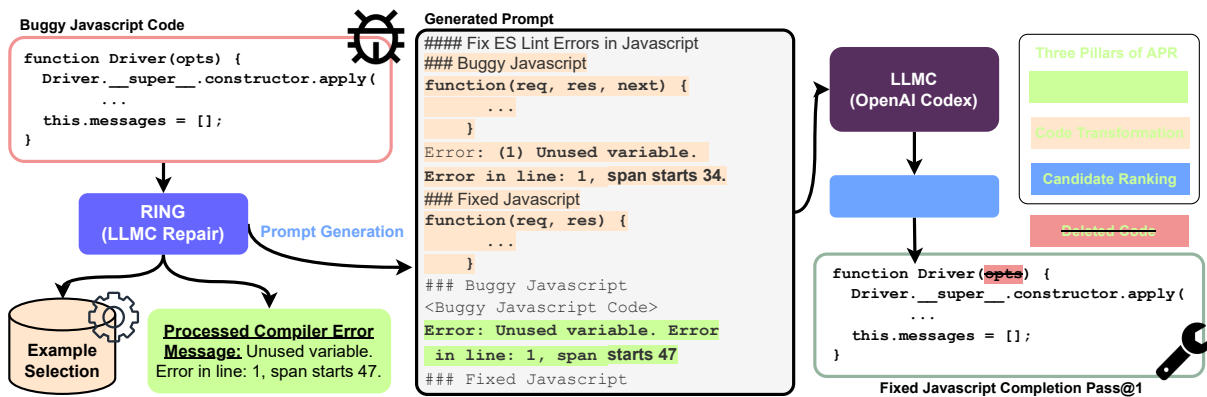 Buggy Javascript Code
function Driver(opts) {
Driver.__super__.constructor.apply(
...
this.messages = [];
}
RING
(LLMC Repair)
Prompt Generation
Example
Selection
Processed Compiler Error
Message: Unused variable.
Error in line: 1, span starts 47.
Generated Prompt
#### Fix ES Lint Errors in Javascript
### Buggy Javascript
function(req, res, next) {
...
}
Error: (1) Unused variable.
Error in line: 1, span starts 34.
### Fixed Javascript
function(req, res) {
...
}
### Buggy Javascript
<Buggy Javascript Code>
Error: Unused variable. Error
in line: 1, span starts 47
### Fixed Javascript
LLMC
(OpenAI Codex)
Three Pillars of APR
Code Transformation
Candidate Ranking
Deleted Code
function Driver(opts) {
Driver.__super__.constructor.apply(
...
this.messages = [];
}
Fixed Javascript Completion Pass@1